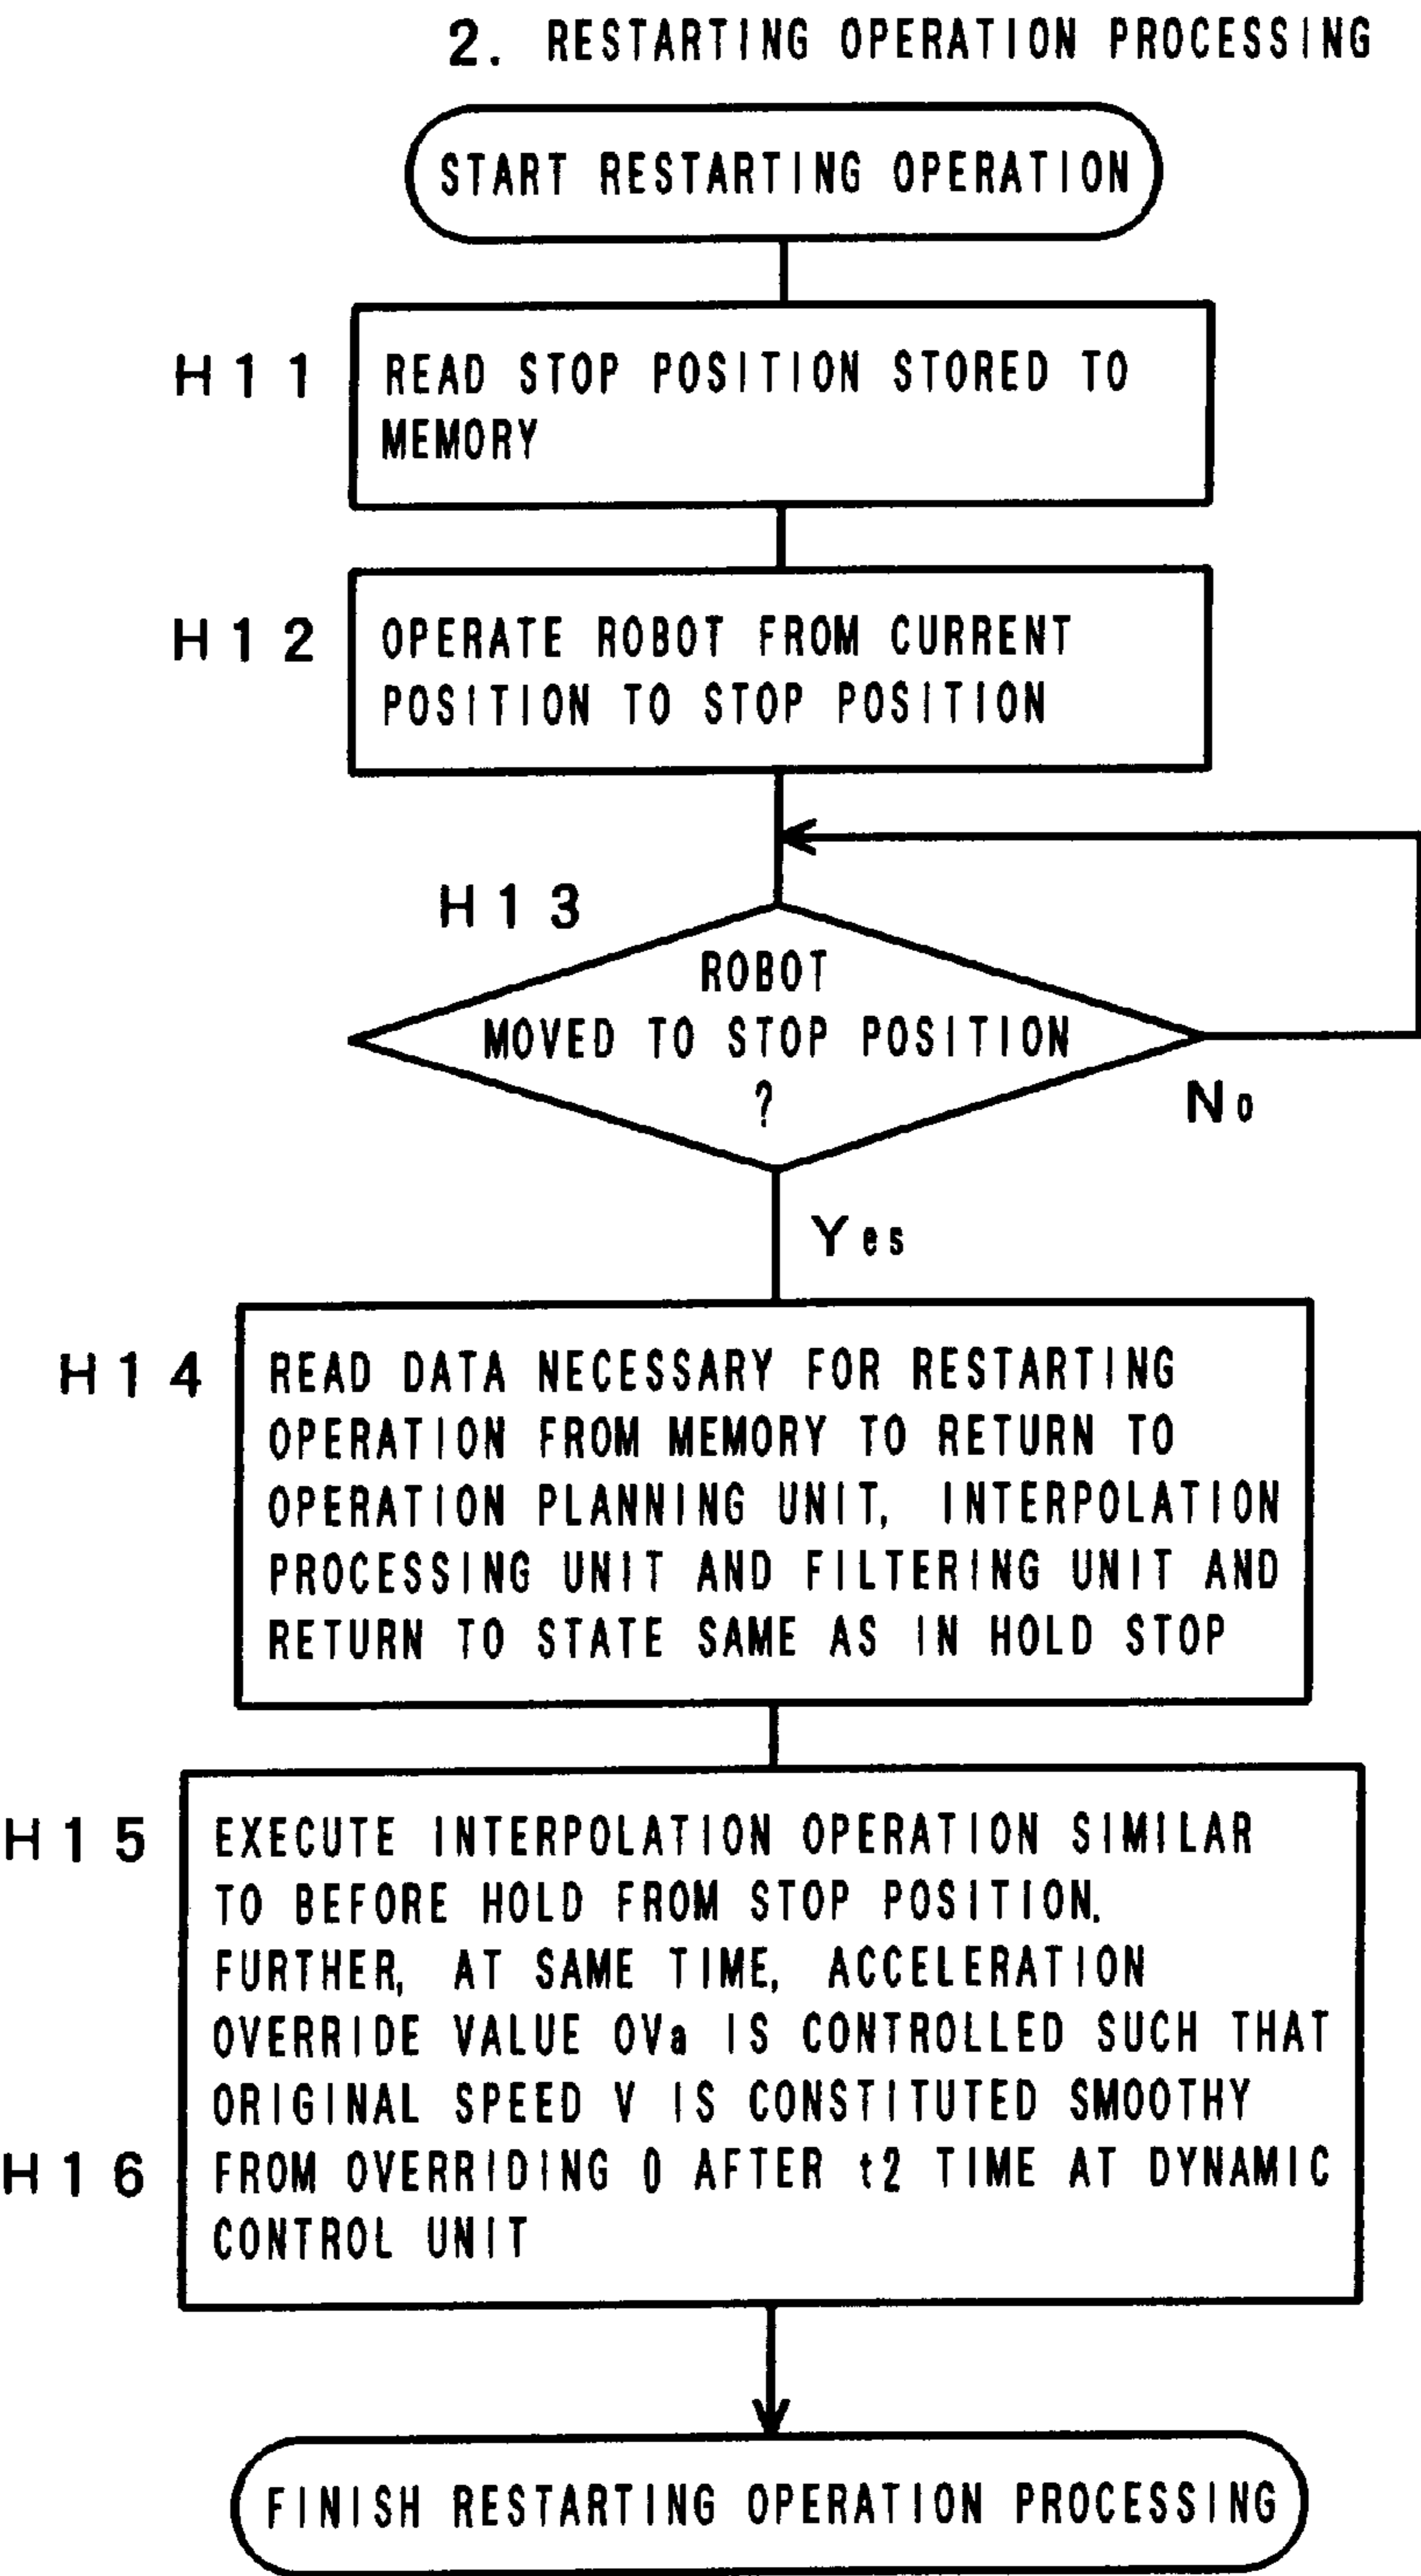 2. RESTARTING OPERATION PROCESSING
START RESTARTING OPERATION
H11
READ STOP POSITION STORED TO
MEMORY
H12
OPERATE ROBOT FROM CURRENT
POSITION TO STOP POSITION
H13
ROBOT
MOVED TO STOP POSITION
?
No
Yes
H14
READ DATA NECESSARY FOR RESTARTING
OPERATION FROM MEMORY TO RETURN TO
OPERATION PLANNING UNIT, INTERPOLATION
PROCESSING UNIT AND FILTERING UNIT AND
RETURN TO STATE SAME AS IN HOLD STOP
H15
EXECUTE INTERPOLATION OPERATION SIMILAR
TO BEFORE HOLD FROM STOP POSITION.
FURTHER, AT SAME TIME, ACCELERATION
OVERRIDE VALUE OVa IS CONTROLLED SUCH THAT
ORIGINAL SPEED V IS CONSTITUTED SMOOTHY
H16
FROM OVERRIDING 0 AFTER t2 TIME AT DYNAMIC
CONTROL UNIT
FINISH RESTARTING OPERATION PROCESSING